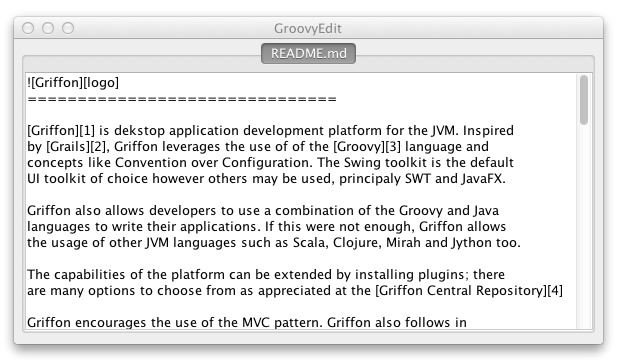 GroovyEdit
README.md
![Griffon][logo]
===============================
[Griffon][1] is dekstop application development platform for the JVM. Inspired
by [Grails][2], Griffon leverages the use of of the [Groovy][3] language and
concepts like Convention over Configuration. The Swing toolkit is the default
UI toolkit of choice however others may be used, principaly SWT and JavaFX.
Griffon also allows developers to use a combination of the Groovy and Java
languages to write their applications. If this were not enough, Griffon allows
the usage of other JVM languages such as Scala, Clojure, Mirah and Jython too.
The capabilities of the platform can be extended by installing plugins; there
are many options to choose from as appreciated at the [Griffon Central Repository][4]
Griffon encourages the use of the MVC pattern. Griffon also follows in